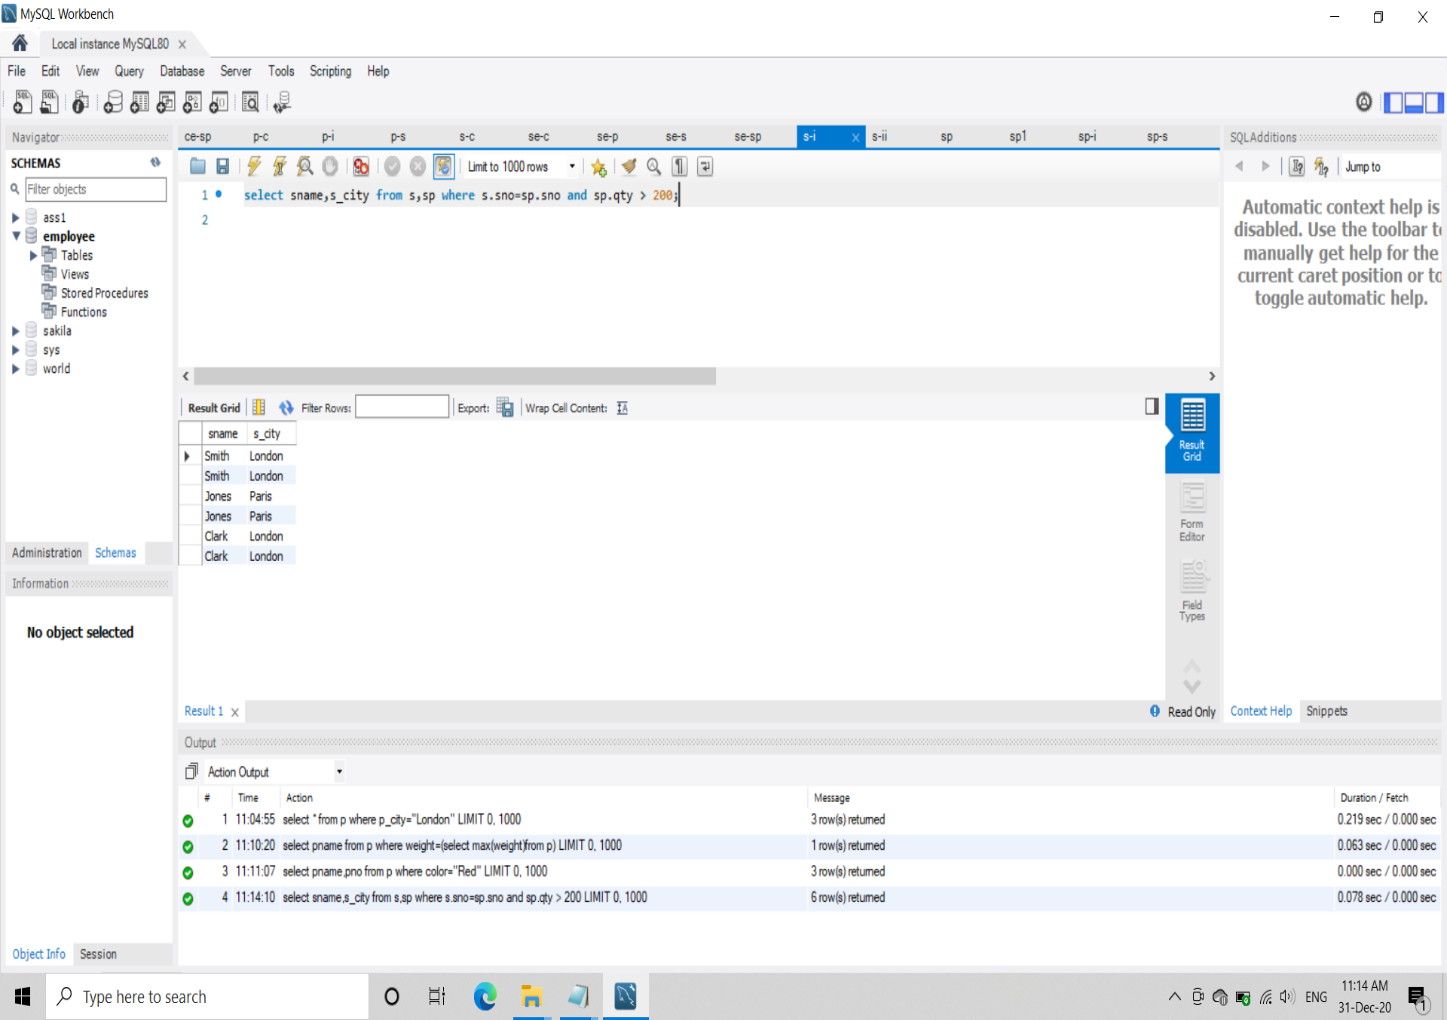 MySQL Workbench
Local instance MySQL80
File Edit View Query Database Server Tools Scripting Help
Navigator
SCHEMAS
Filter objects
ass1
employee
Tables
Views
Stored Procedures
Functions
sakila
sys
world
Administration Schemas
Information
No object selected
Object Info Session
ce-sp p-c p-i p-s s-c se-c se-p se-s se-sp s-i s-ii sp sp1 sp-i sp-s
Limit to 1000 rows
1 select sname,s_city from s,sp where s.sno=sp.sno and sp.qty > 200;
2
Result Grid Filter Rows: Export: Wrap Cell Content:
sname s_city
Smith London
Smith London
Jones Paris
Jones Paris
Clark London
Clark London
Result Grid
Form Editor
Field Types
Result 1
Read Only
SQLAdditions
Jump to
Automatic context help is
disabled. Use the toolbar to
manually get help for the
current caret position or to
toggle automatic help.
Context Help Snippets
Output
Action Output
# Time Action Message Duration / Fetch
1 11:04:55 select * from p where p_city="London" LIMIT 0, 1000 3 row(s) returned 0.219 sec / 0.000 sec
2 11:10:20 select pname from p where weight=(select max(weight)from p) LIMIT 0, 1000 1 row(s) returned 0.063 sec / 0.000 sec
3 11:11:07 select pname,pno from p where color="Red" LIMIT 0, 1000 3 row(s) returned 0.000 sec / 0.000 sec
4 11:14:10 select sname,s_city from s,sp where s.sno=sp.sno and sp.qty > 200 LIMIT 0, 1000 6 row(s) returned 0.078 sec / 0.000 sec
Type here to search
ENG
11:14 AM
31-Dec-20
1